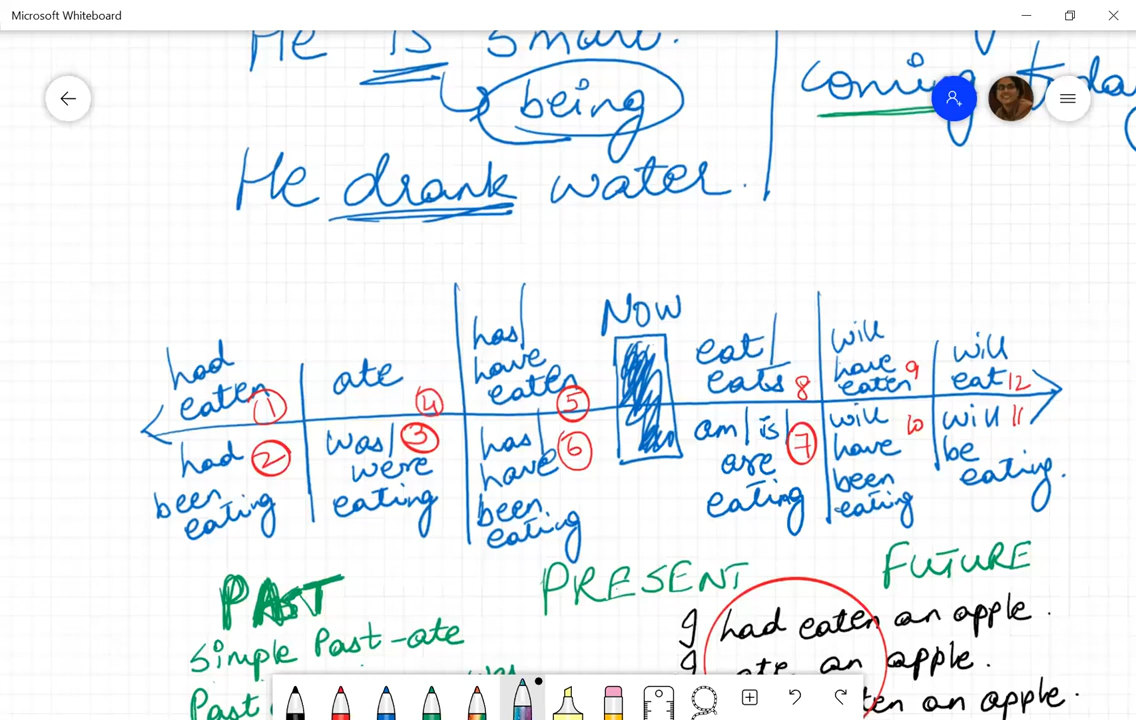 Microsoft Whiteboard
He is smart.
being
coming today
He drank water.
NOW
had
eaten ①
ate ④
has/
have
eaten ⑤
eat/
eats 8
will
have
eaten 9
will
eat 12
had ②
been
eating
was/ ③
were
eating
has/
have ⑥
been
eating
am/is/ ⑦
are
eating
will 10
have
been
eating
will 11
be
eating.
PAST
PRESENT
FUTURE
Simple Past - ate
Past
I had eaten an apple.
I ate an apple.
ten an apple.